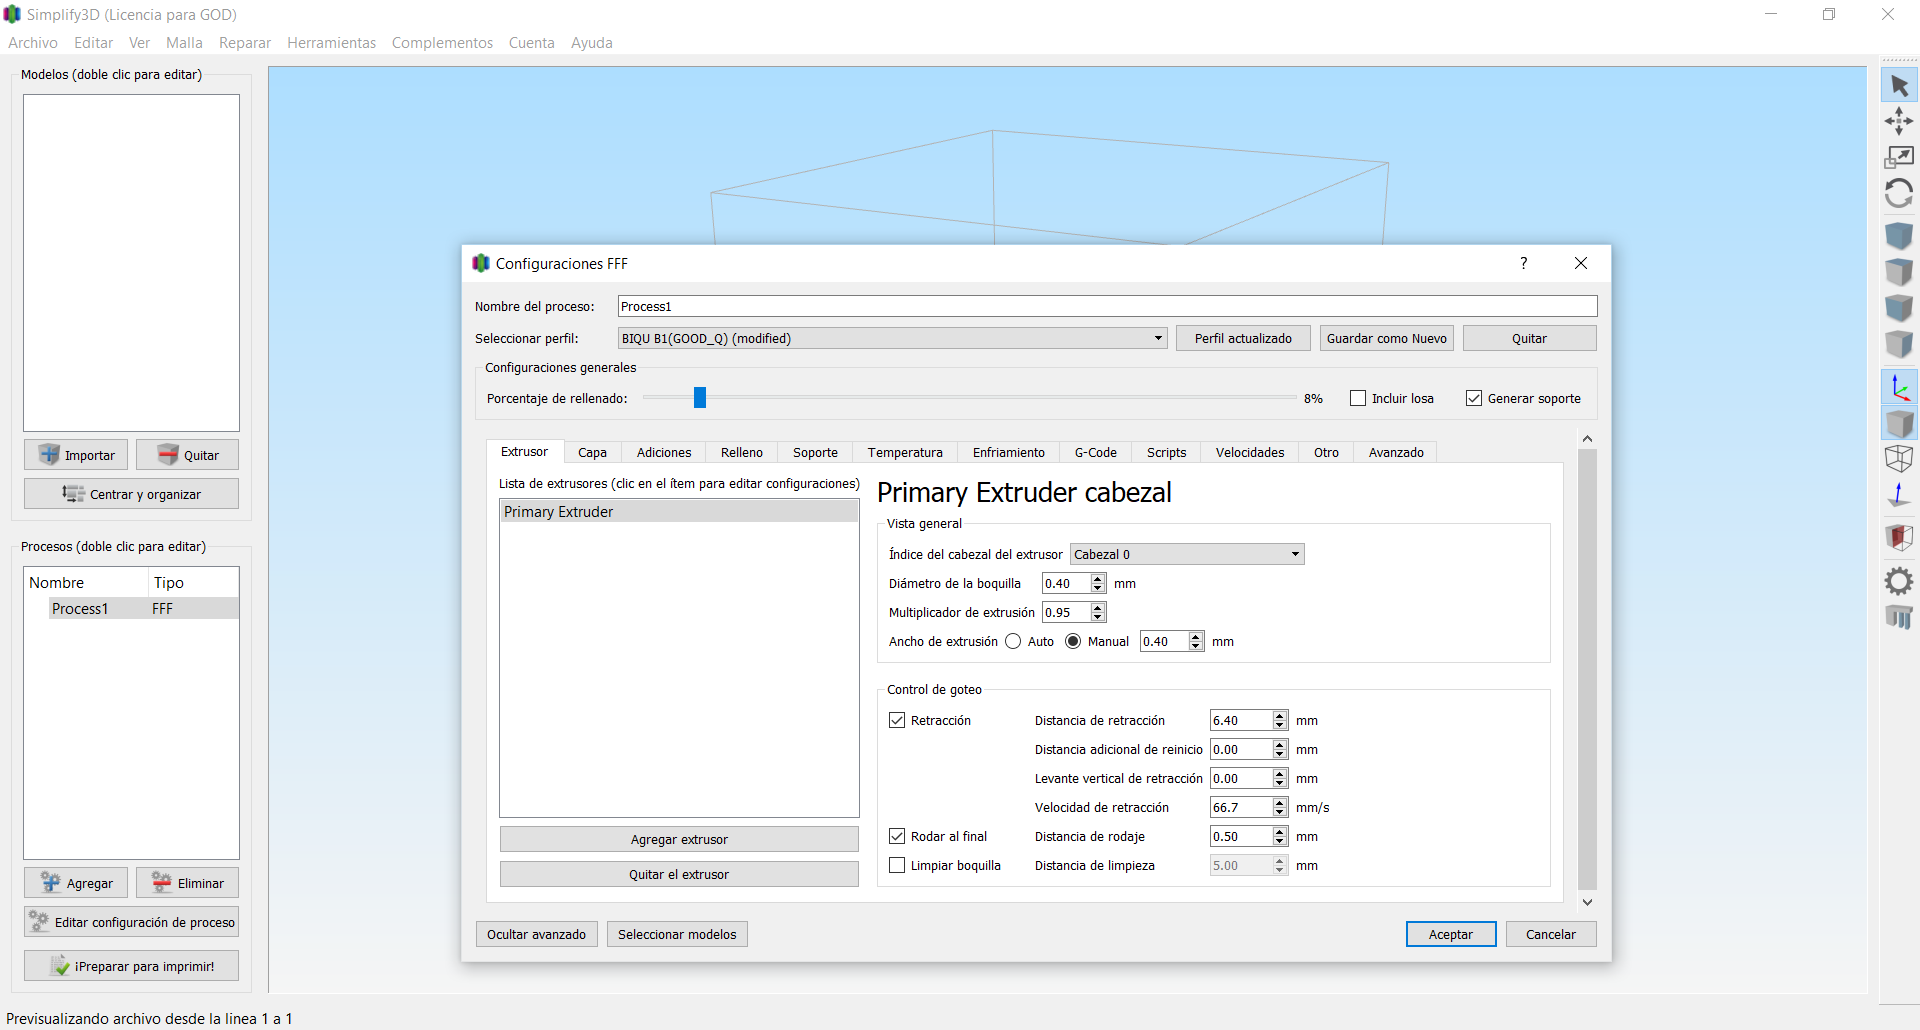 Simplify3D (Licencia para GOD)
Archivo Editar Ver Malla Reparar Herramientas Complementos Cuenta Ayuda
Modelos (doble clic para editar)
Importar Quitar
Centrar y organizar
Procesos (doble clic para editar)
Nombre Tipo
Process1 FFF
Agregar Eliminar
Editar configuración de proceso
¡Preparar para imprimir!
Configuraciones FFF ?
Nombre del proceso: Process1
Seleccionar perfil: BIQU B1(GOOD_Q) (modified) Perfil actualizado Guardar como Nuevo Quitar
Configuraciones generales
Porcentaje de rellenado: 8% Incluir losa Generar soporte
Extrusor Capa Adiciones Relleno Soporte Temperatura Enfriamiento G-Code Scripts Velocidades Otro Avanzado
Lista de extrusores (clic en el ítem para editar configuraciones)
Primary Extruder
Agregar extrusor
Quitar el extrusor
Primary Extruder cabezal
Vista general
Índice del cabezal del extrusor Cabezal 0
Diámetro de la boquilla 0.40 mm
Multiplicador de extrusión 0.95
Ancho de extrusión Auto Manual 0.40 mm
Control de goteo
Retracción Distancia de retracción 6.40 mm
Distancia adicional de reinicio 0.00 mm
Levante vertical de retracción 0.00 mm
Velocidad de retracción 66.7 mm/s
Rodar al final Distancia de rodaje 0.50 mm
Limpiar boquilla Distancia de limpieza 5.00 mm
Ocultar avanzado Seleccionar modelos Aceptar Cancelar
Previsualizando archivo desde la linea 1 a 1